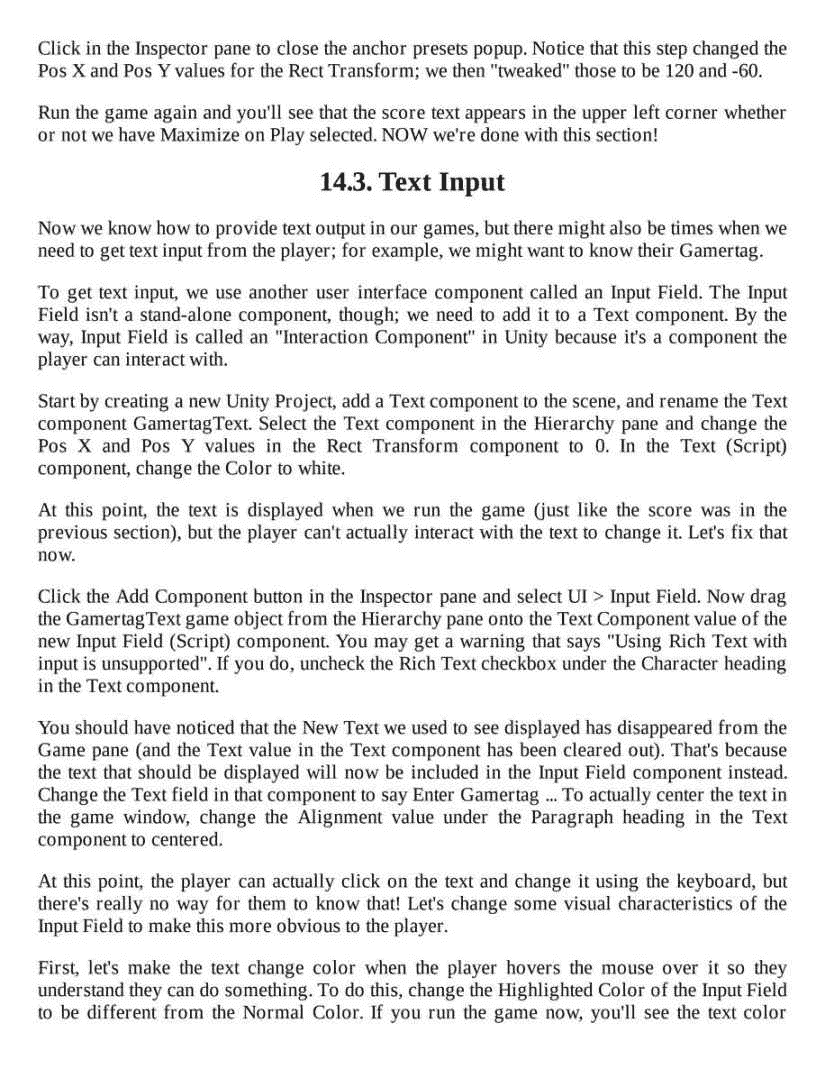 Click in the Inspector pane to close the anchor presets popup. Notice that this step changed the
Pos X and Pos Y values for the Rect Transform; we then "tweaked" those to be 120 and -60.
Run the game again and you'll see that the score text appears in the upper left corner whether
or not we have Maximize on Play selected. NOW we're done with this section!
14.3. Text Input
Now we know how to provide text output in our games, but there might also be times when we
need to get text input from the player; for example, we might want to know their Gamertag.
To get text input, we use another user interface component called an Input Field. The Input
Field isn't a stand-alone component, though; we need to add it to a Text component. By the
way, Input Field is called an "Interaction Component" in Unity because it's a component the
player can interact with.
Start by creating a new Unity Project, add a Text component to the scene, and rename the Text
component GamertagText. Select the Text component in the Hierarchy pane and change the
Pos X and Pos Y values in the Rect Transform component to 0. In the Text (Script)
component, change the Color to white.
At this point, the text is displayed when we run the game (just like the score was in the
previous section), but the player can't actually interact with the text to change it. Let's fix that
now.
Click the Add Component button in the Inspector pane and select UI > Input Field. Now drag
the GamertagText game object from the Hierarchy pane onto the Text Component value of the
new Input Field (Script) component. You may get a warning that says "Using Rich Text with
input is unsupported". If you do, uncheck the Rich Text checkbox under the Character heading
in the Text component.
You should have noticed that the New Text we used to see displayed has disappeared from the
Game pane (and the Text value in the Text component has been cleared out). That's because
the text that should be displayed will now be included in the Input Field component instead.
Change the Text field in that component to say Enter Gamertag ... To actually center the text in
the game window, change the Alignment value under the Paragraph heading in the Text
component to centered.
At this point, the player can actually click on the text and change it using the keyboard, but
there's really no way for them to know that! Let's change some visual characteristics of the
Input Field to make this more obvious to the player.
First, let's make the text change color when the player hovers the mouse over it so they
understand they can do something. To do this, change the Highlighted Color of the Input Field
to be different from the Normal Color. If you run the game now, you'll see the text color